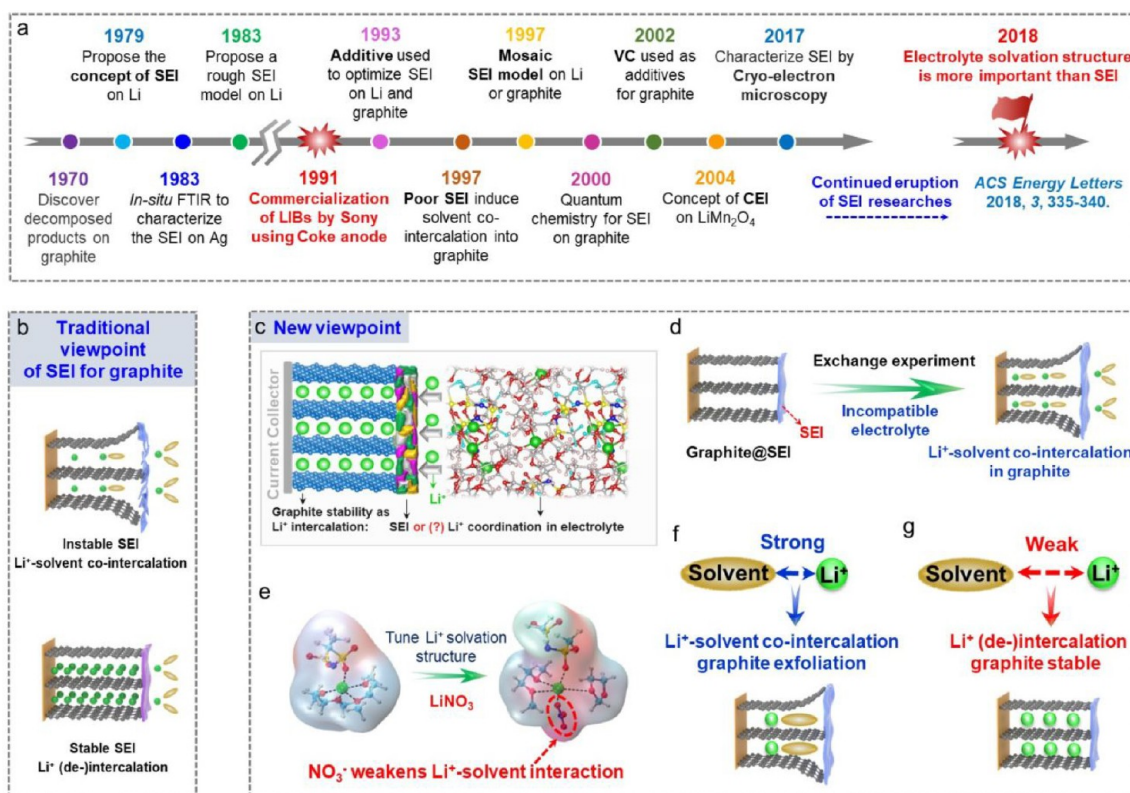 a
1979
Propose the
concept of SEI
on Li
1983
Propose a
rough SEI
model on Li
1993
Additive used
to optimize SEI
on Li and
graphite
1997
Mosaic
SEI model on Li
or graphite
2002
VC used as
additives
for graphite
2017
Characterize SEI by
Cryo-electron
microscopy
2018
Electrolyte solvation structure
is more important than SEI
1970
Discover
decomposed
products on
graphite
1983
In-situ FTIR to
characterize
the SEI on Ag
1991
Commercialization
of LIBs by Sony
using Coke anode
1997
Poor SEI induce
solvent co-
intercalation into
graphite
2000
Quantum
chemistry for SEI
on graphite
2004
Concept of CEI
on LiMn₂O₄
Continued eruption
of SEI researches
ACS Energy Letters
2018, 3, 335-340.
b
Traditional
viewpoint
of SEI for graphite
Instable SEI
Li⁺-solvent co-intercalation
Stable SEI
Li⁺ (de-)intercalation
c New viewpoint
Current Collector
Li⁺
Graphite stability as
Li⁺ intercalation:
SEI or (?) Li⁺ coordination in electrolyte
d
Exchange experiment
Incompatible
electrolyte
SEI
Graphite@SEI
Li⁺-solvent co-intercalation
in graphite
e
Tune Li⁺ solvation
structure
LiNO₃
NO₃⁻ weakens Li⁺-solvent interaction
f
Strong
Solvent
Li⁺
Li⁺-solvent co-intercalation
graphite exfoliation
g
Weak
Solvent
Li⁺
Li⁺ (de-)intercalation
graphite stable